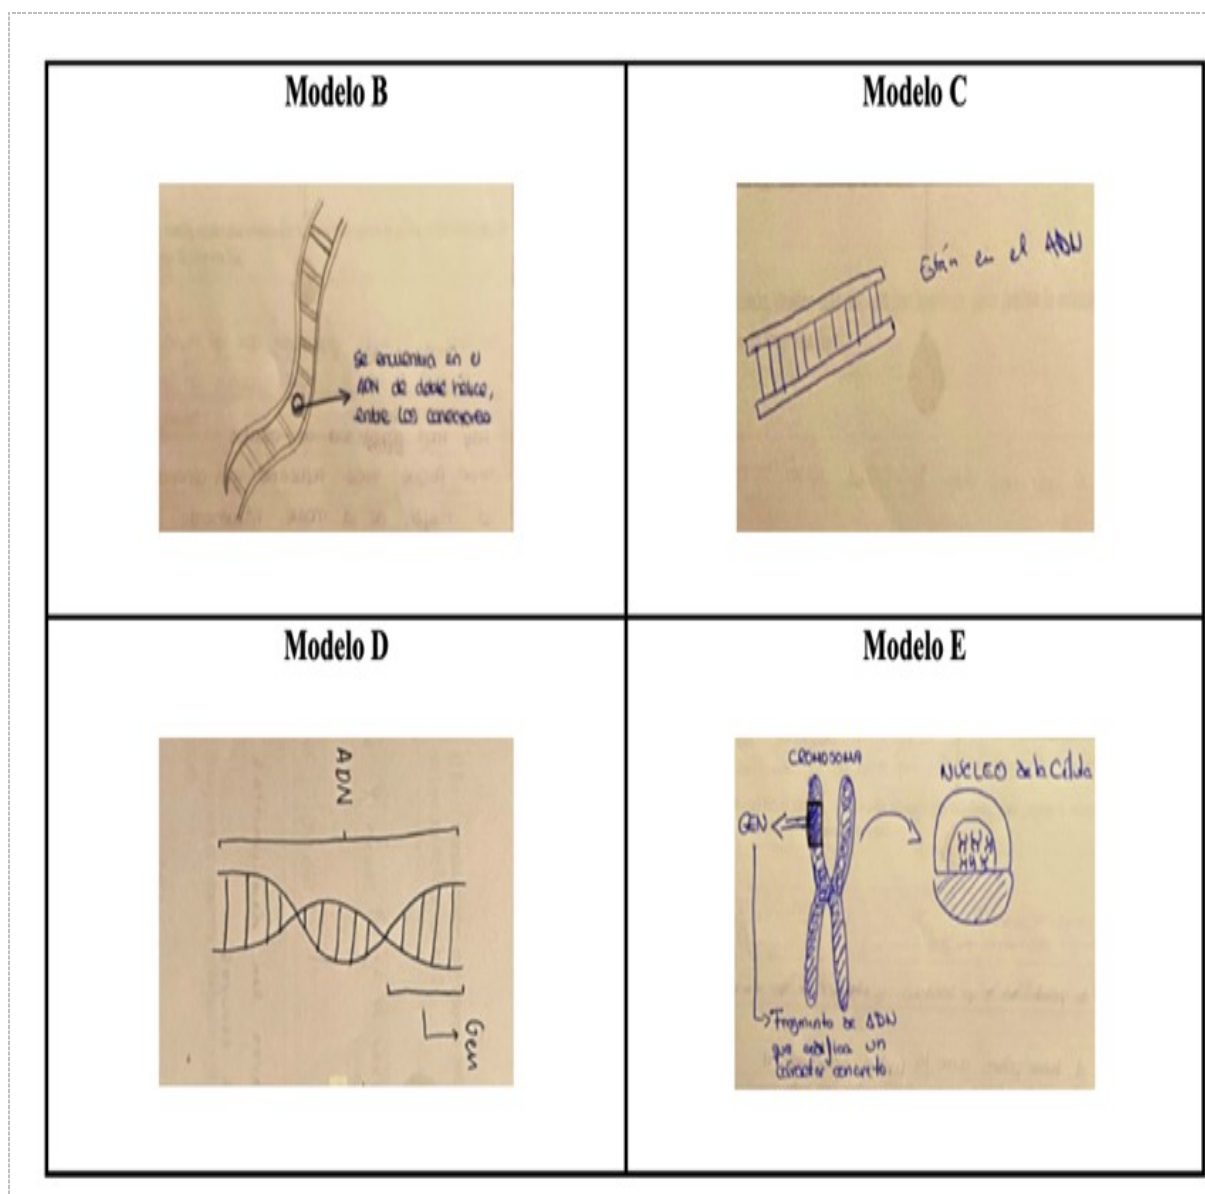 Modelo B
Se encuentra en el
ADN de doble hélice,
entre los conectores
Modelo C
Están en el ADN
Modelo D
ADN
Gen
Modelo E
CROMOSOMA
NÚCLEO de la Célula
GEN
Fragmento de ADN
que codifica un
carácter concreto.